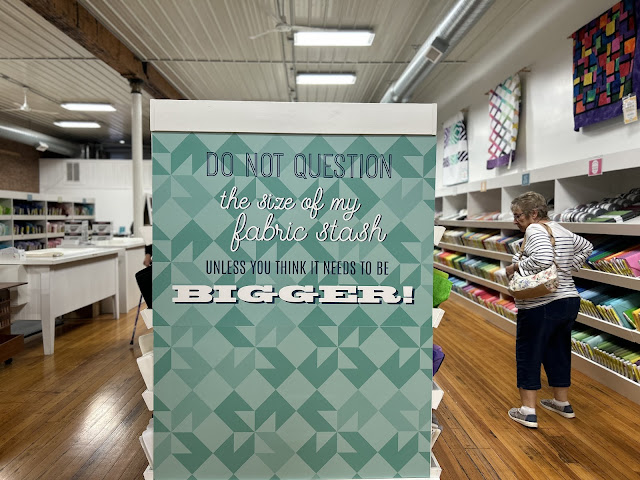 DO NOT QUESTION
the size of my
fabric stash
UNLESS YOU THINK IT NEEDS TO BE
BIGGER!